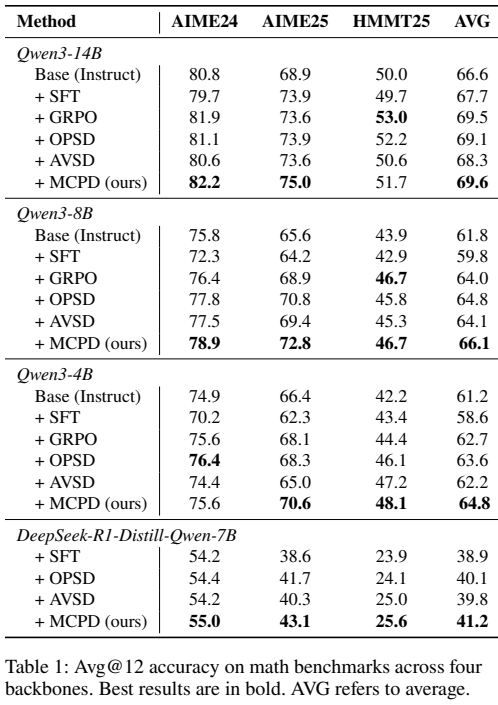 Method AIME24 AIME25 HMMT25 AVG
Qwen3-14B
Base (Instruct) 80.8 68.9 50.0 66.6
+ SFT 79.7 73.9 49.7 67.7
+ GRPO 81.9 73.6 53.0 69.5
+ OPSD 81.1 73.9 52.2 69.1
+ AVSD 80.6 73.6 50.6 68.3
+ MCPD (ours) 82.2 75.0 51.7 69.6
Qwen3-8B
Base (Instruct) 75.8 65.6 43.9 61.8
+ SFT 72.3 64.2 42.9 59.8
+ GRPO 76.4 68.9 46.7 64.0
+ OPSD 77.8 70.8 45.8 64.8
+ AVSD 77.5 69.4 45.3 64.1
+ MCPD (ours) 78.9 72.8 46.7 66.1
Qwen3-4B
Base (Instruct) 74.9 66.4 42.2 61.2
+ SFT 70.2 62.3 43.4 58.6
+ GRPO 75.6 68.1 44.4 62.7
+ OPSD 76.4 68.3 46.1 63.6
+ AVSD 74.4 65.0 47.2 62.2
+ MCPD (ours) 75.6 70.6 48.1 64.8
DeepSeek-R1-Distill-Qwen-7B
+ SFT 54.2 38.6 23.9 38.9
+ OPSD 54.4 41.7 24.1 40.1
+ AVSD 54.2 40.3 25.0 39.8
+ MCPD (ours) 55.0 43.1 25.6 41.2
Table 1: Avg@12 accuracy on math benchmarks across four
backbones. Best results are in bold. AVG refers to average.